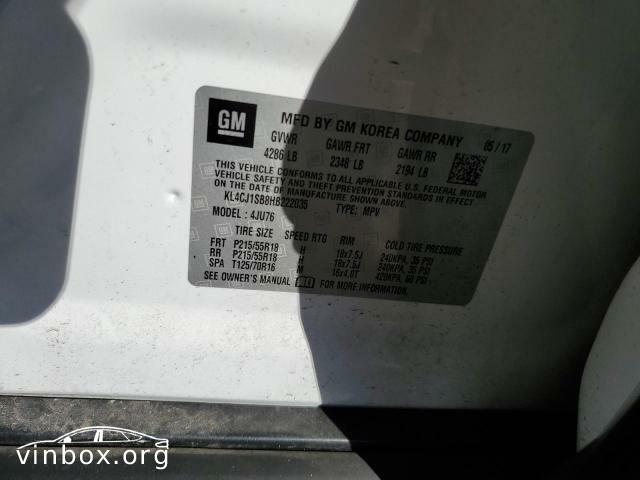 GM
MFD BY GM KOREA COMPANY 05/17
GVWR GAWR FRT GAWR RR
4286 LB 2348 LB 2194 LB
THIS VEHICLE CONFORMS TO ALL APPLICABLE U.S. FEDERAL MOTOR
VEHICLE SAFETY AND THEFT PREVENTION STANDARDS IN EFFECT
ON THE DATE OF MANUFACTURE SHOWN ABOVE.
KL4CJ1SB8HB222035 TYPE: MPV
MODEL: 4JU76
TIRE SIZE SPEED RTG RIM COLD TIRE PRESSURE
FRT P215/55R18 H 18x7.5J 240KPA, 35 PSI
RR P215/55R18 H 18x7.5J 240KPA, 35 PSI
SPA T125/70R16 M 16x4.0T 420KPA, 60 PSI
SEE OWNER'S MANUAL FOR MORE INFORMATION.
vinbox.org